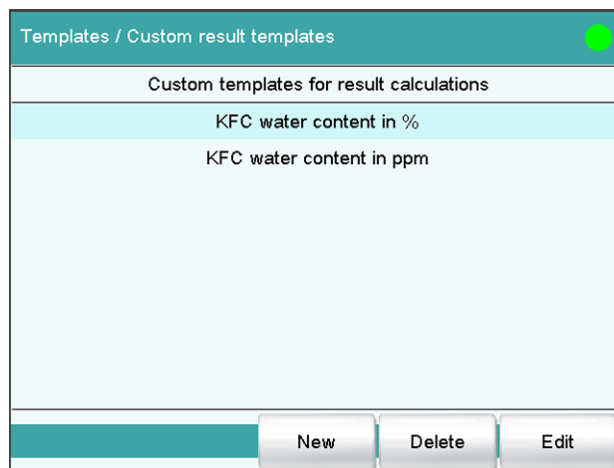 Templates / Custom result templates
Custom templates for result calculations
KFC water content in %
KFC water content in ppm
New Delete Edit